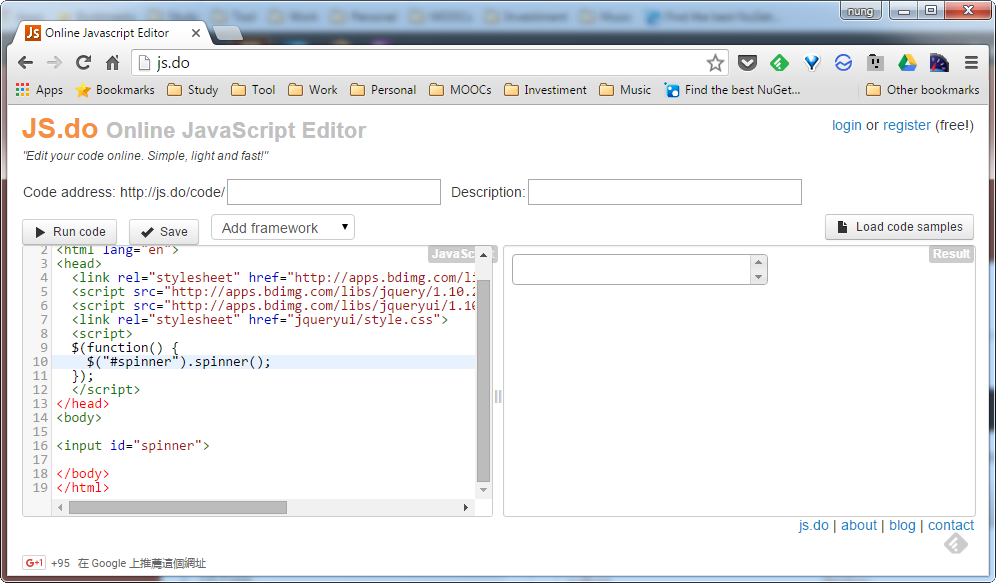 nung
Online Javascript Editor
js.do
Apps Bookmarks Study Tool Work Personal MOOCs Investiment Music Find the best NuGet... Other bookmarks
JS.do Online JavaScript Editor
login or register (free!)
"Edit your code online. Simple, light and fast!"
Code address: http://js.do/code/ Description:
Run code Save Add framework Load code samples
JavaSc Result
2 <html lang="en">
3 <head>
4 <link rel="stylesheet" href="http://apps.bdimg.com/li
5 <script src="http://apps.bdimg.com/libs/jquery/1.10.2
6 <script src="http://apps.bdimg.com/libs/jqueryui/1.10
7 <link rel="stylesheet" href="jqueryui/style.css">
8 <script>
9 $(function() {
10 $("#spinner").spinner();
11 });
12 </script>
13 </head>
14 <body>
15
16 <input id="spinner">
17
18 </body>
19 </html>
js.do | about | blog | contact
G+1 +95 在 Google 上推薦這個網址